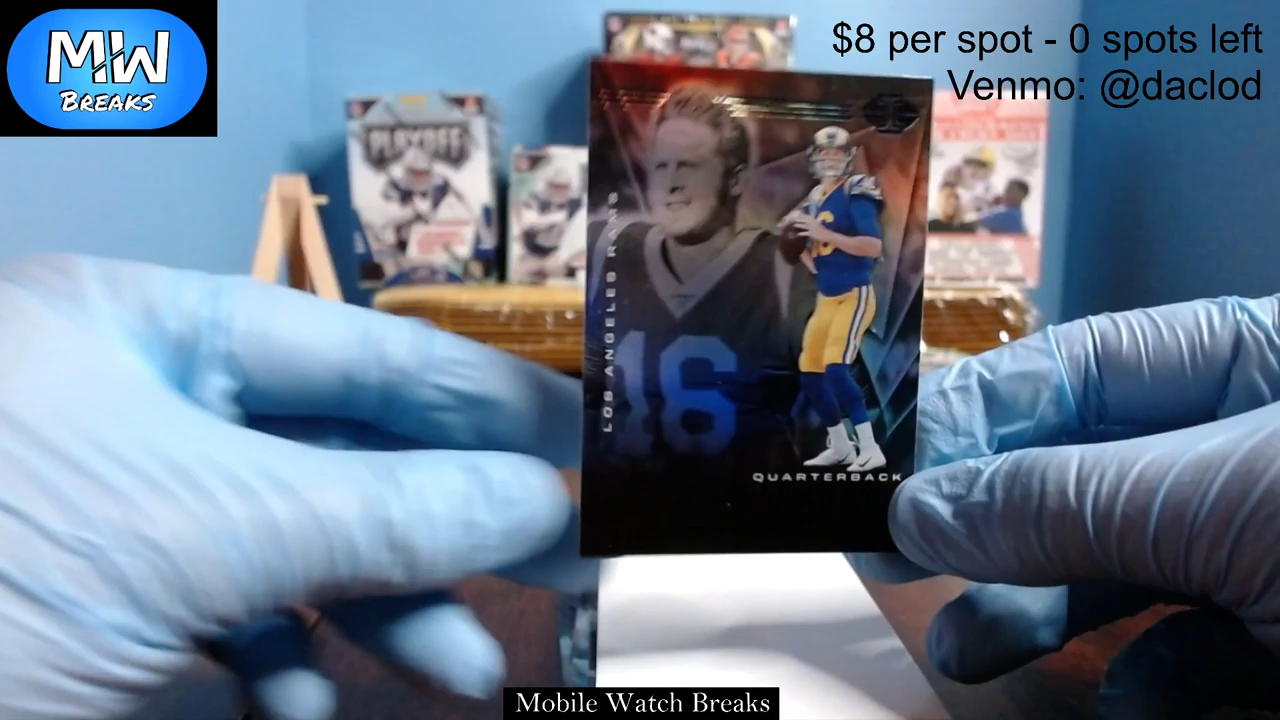 MW
BREAKS
$8 per spot - 0 spots left
Venmo: @daclod
PLAYOFF
LOS ANGELES RAMS
16
QUARTERBACK
Mobile Watch Breaks